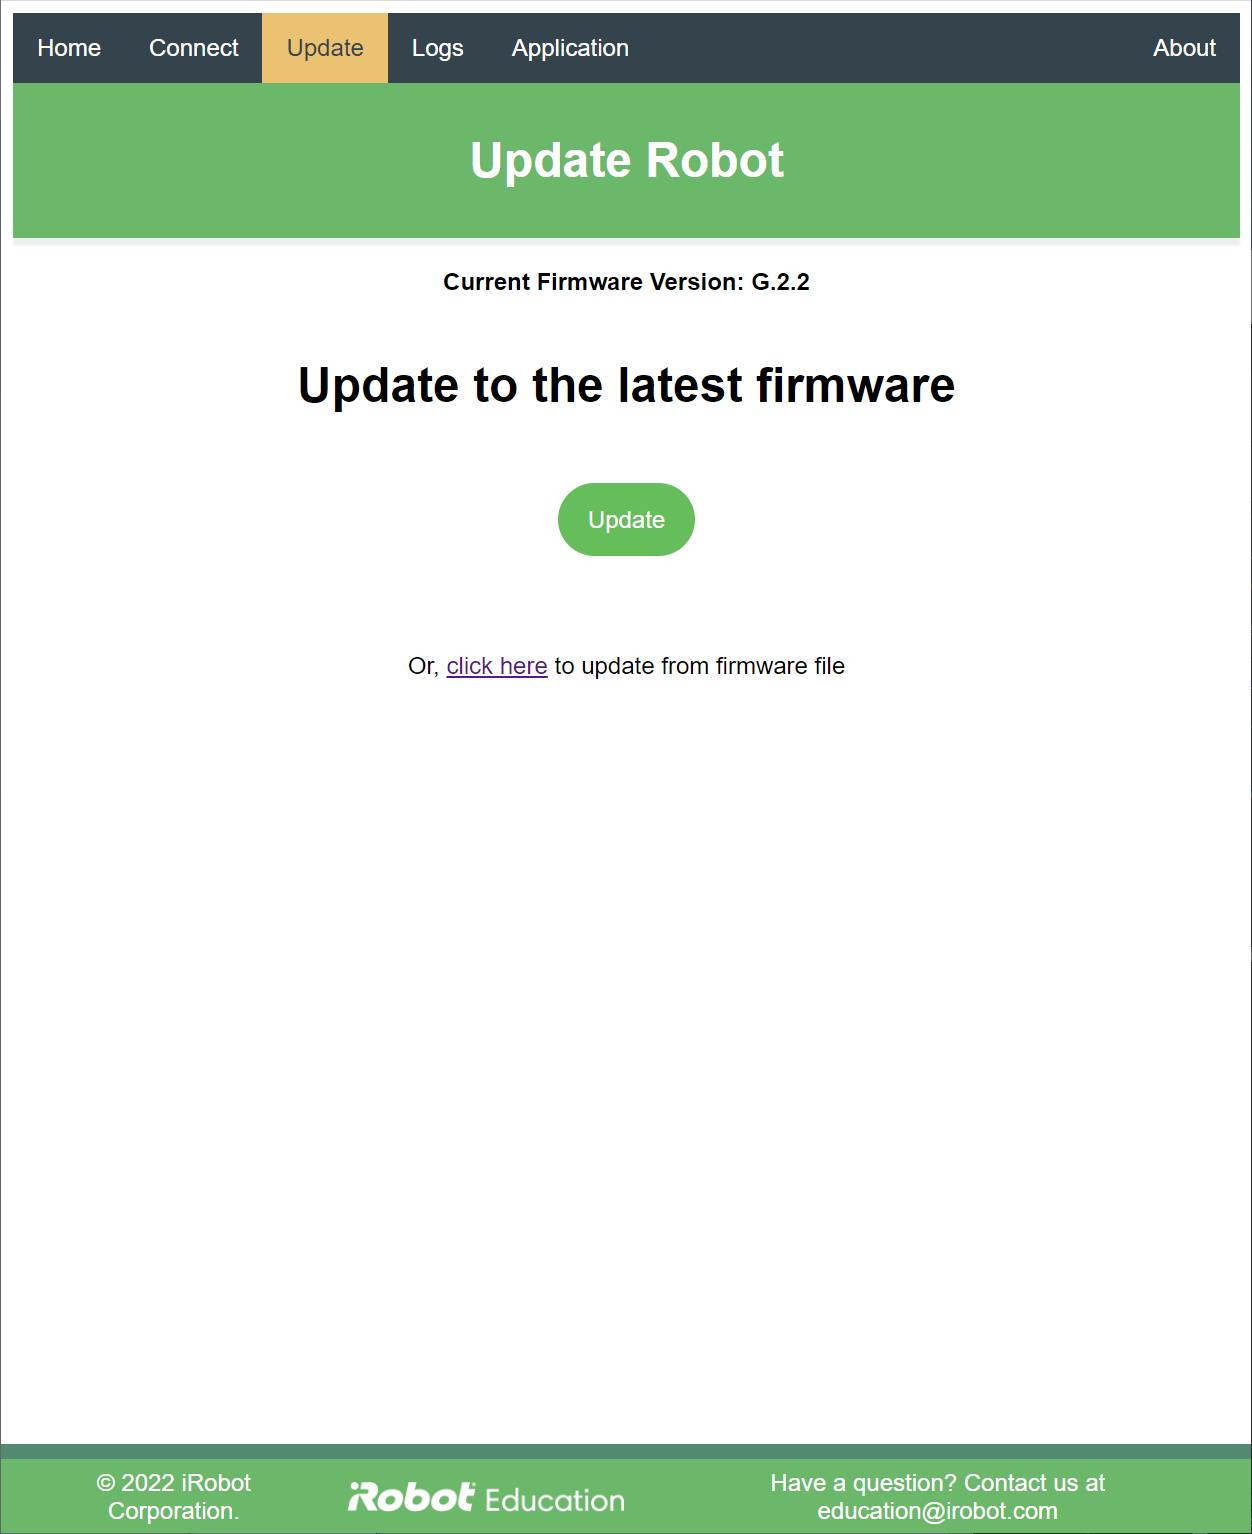 Home Connect Update Logs Application About
Update Robot
Current Firmware Version: G.2.2
Update to the latest firmware
Update
Or, click here to update from firmware file
© 2022 iRobot
Corporation.
iRobot Education
Have a question? Contact us at
education@irobot.com